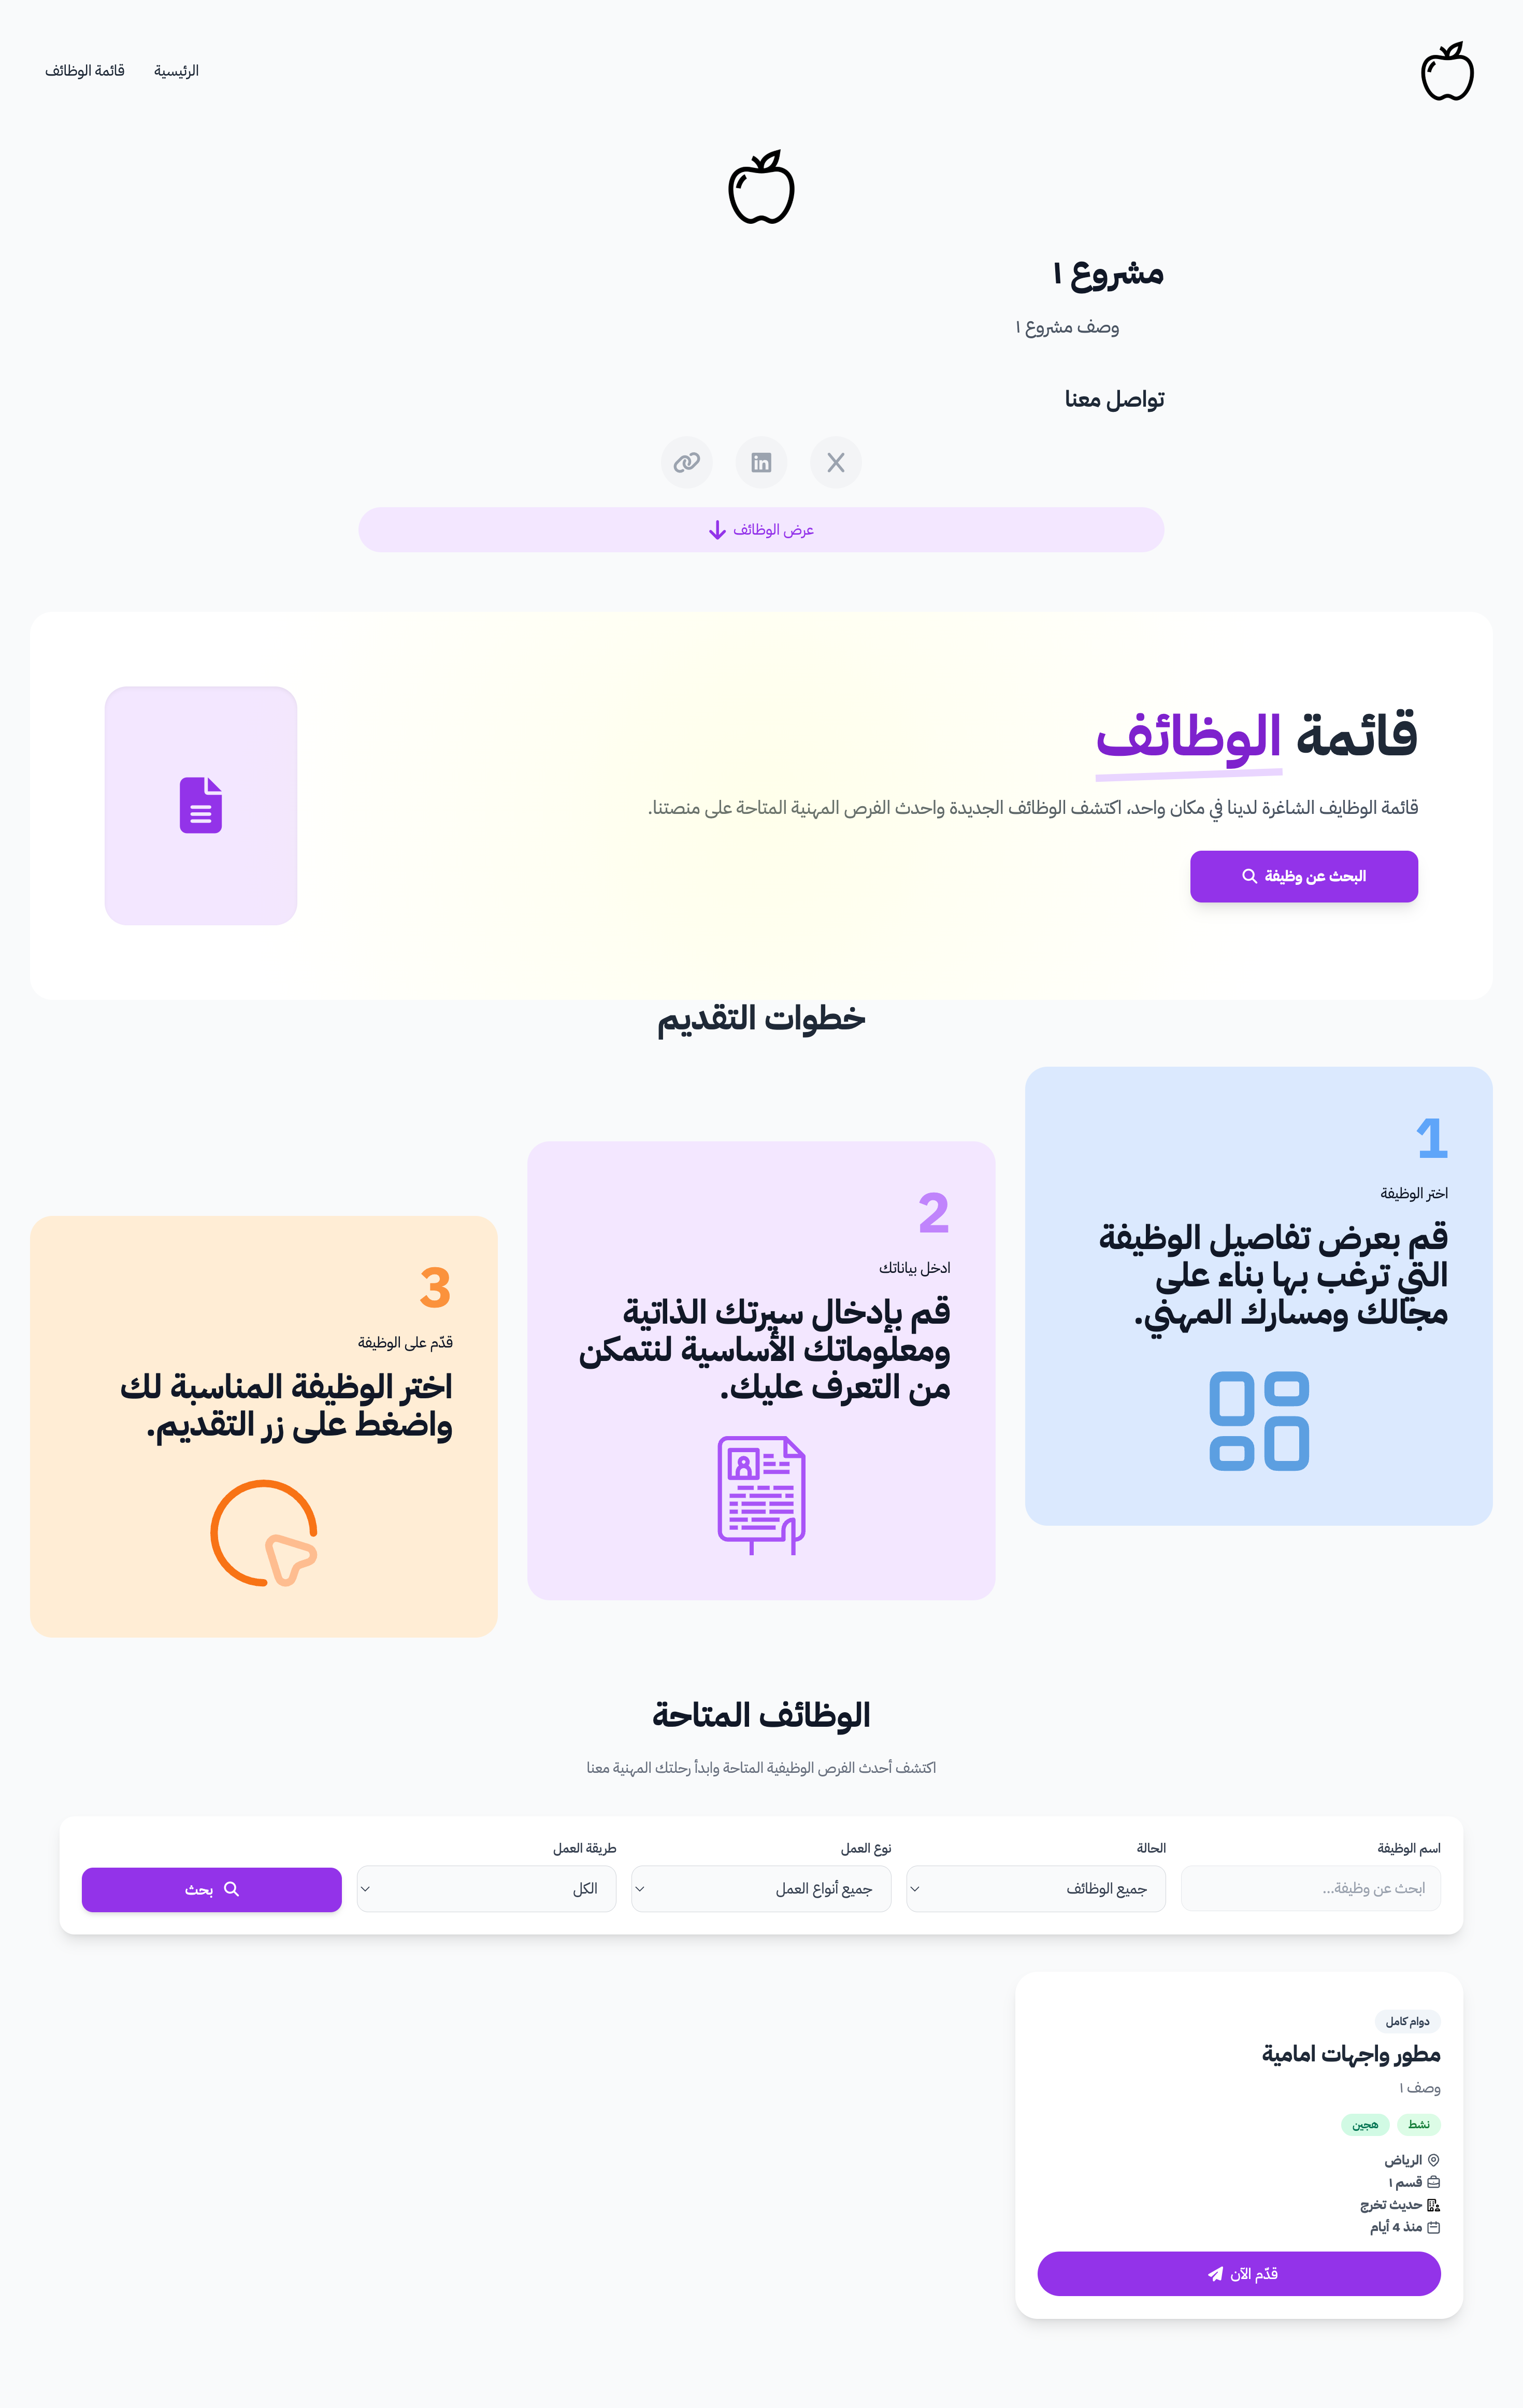 الرئيسية
قائمة الوظائف
مشروع ١
وصف مشروع ١
تواصل معنا
عرض الوظائف
قائمة الوظائف
قائمة الوظايف الشاغرة لدينا في مكان واحد، اكتشف الوظائف الجديدة واحدث الفرص المهنية المتاحة على منصتنا.
البحث عن وظيفة
خطوات التقديم
1
اختر الوظيفة
قم بعرض تفاصيل الوظيفة
التي ترغب بها بناء على
مجالك ومسارك المهني.
2
ادخل بياناتك
قم بإدخال سيرتك الذاتية
ومعلوماتك الأساسية لنتمكن
من التعرف عليك.
3
قدّم على الوظيفة
اختر الوظيفة المناسبة لك
واضغط على زر التقديم.
الوظائف المتاحة
اكتشف أحدث الفرص الوظيفية المتاحة وابدأ رحلتك المهنية معنا
اسم الوظيفة
ابحث عن وظيفة...
الحالة
جميع الوظائف
نوع العمل
جميع أنواع العمل
طريقة العمل
الكل
بحث
دوام كامل
مطور واجهات امامية
وصف ١
نشط
هجين
الرياض
قسم ١
حديث تخرج
منذ 4 أيام
قدّم الآن